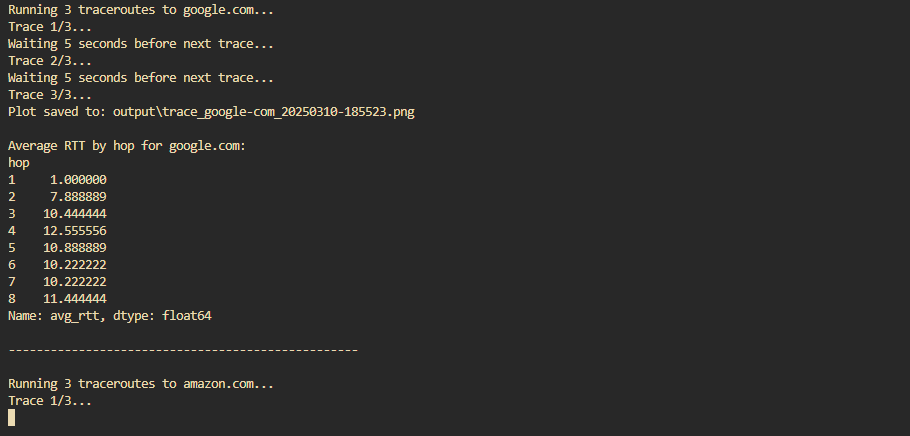 Running 3 traceroutes to google.com...
Trace 1/3...
Waiting 5 seconds before next trace...
Trace 2/3...
Waiting 5 seconds before next trace...
Trace 3/3...
Plot saved to: output\trace_google-com_20250310-185523.png

Average RTT by hop for google.com:
hop
1     1.000000
2     7.888889
3    10.444444
4    12.555556
5    10.888889
6    10.222222
7    10.222222
8    11.444444
Name: avg_rtt, dtype: float64

--------------------------------------------------

Running 3 traceroutes to amazon.com...
Trace 1/3...